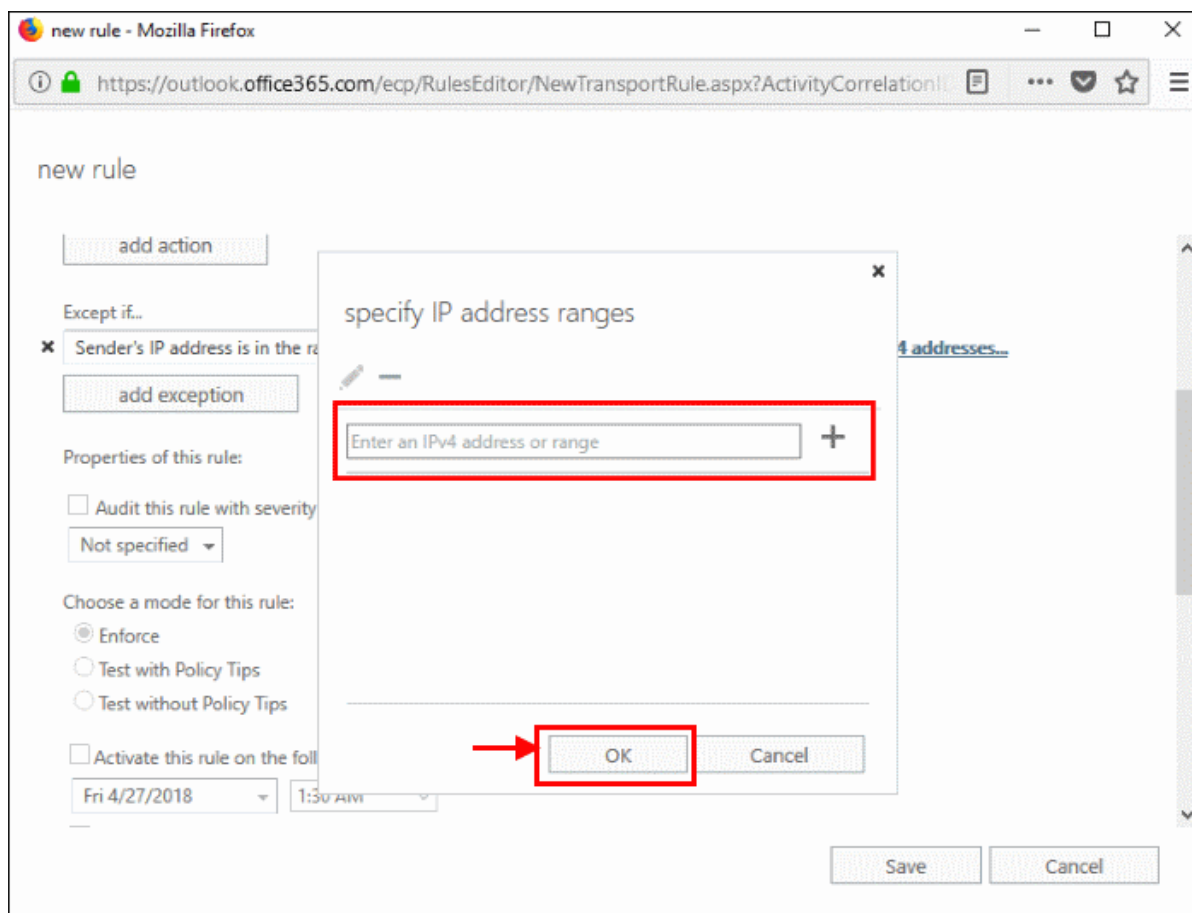 new rule - Mozilla Firefox
https://outlook.office365.com/ecp/RulesEditor/NewTransportRule.aspx?ActivityCorrelationI
new rule
add action
Except if...
Sender's IP address is in the ra
4 addresses...
add exception
Properties of this rule:
Audit this rule with severity
Not specified
Choose a mode for this rule:
Enforce
Test with Policy Tips
Test without Policy Tips
Activate this rule on the foll
Fri 4/27/2018
1:30 AM
specify IP address ranges
Enter an IPv4 address or range
OK
Cancel
Save
Cancel